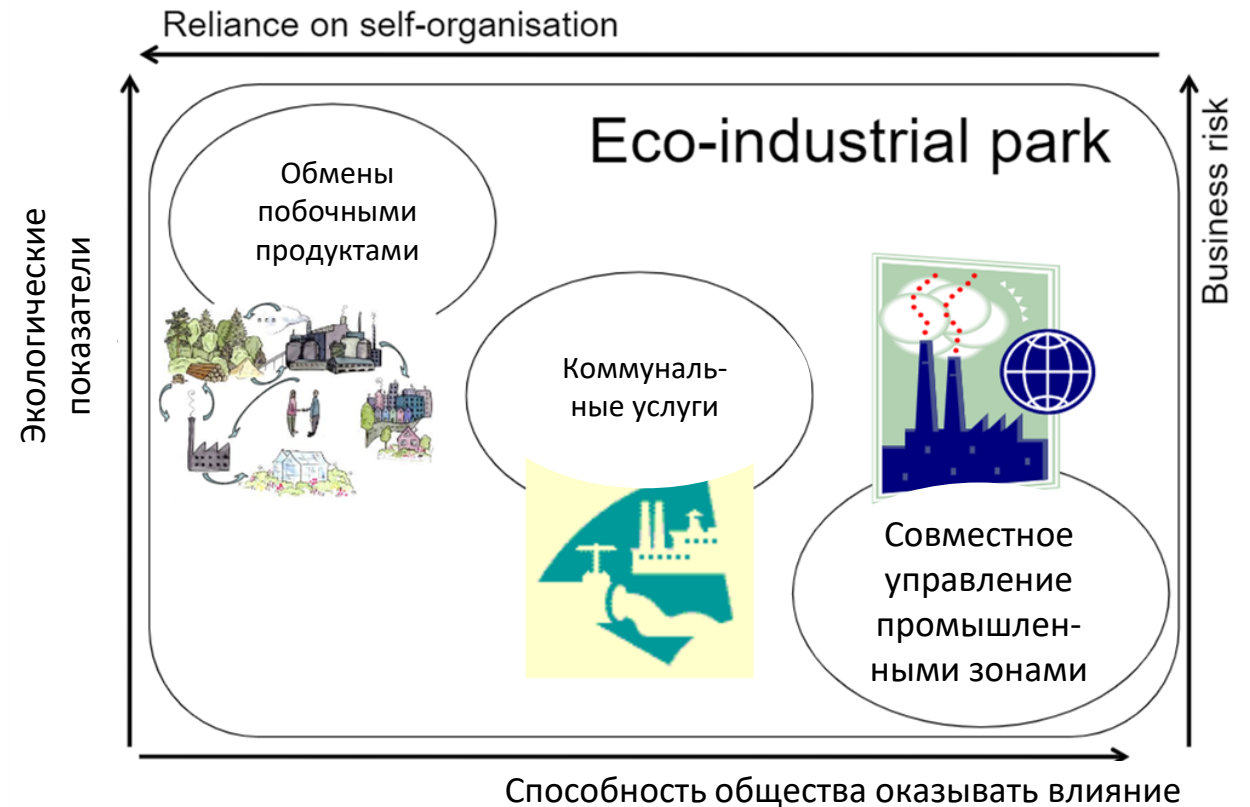 Reliance on self-organisation
Eco-industrial park
Обмены
побочными
продуктами
Экологические
показатели
Business risk
Коммуналь-
ные услуги
Совместное
управление
промышлен-
ными зонами
Способность общества оказывать влияние